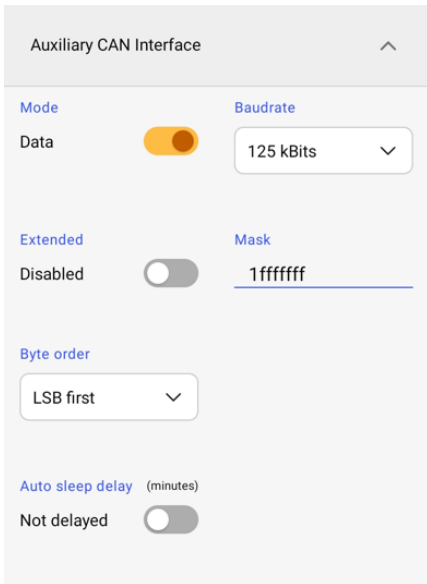 Auxiliary CAN Interface
Mode
Baudrate
Data
125 kBits
Extended
Mask
Disabled
1fffffff
Byte order
LSB first
Auto sleep delay (minutes)
Not delayed